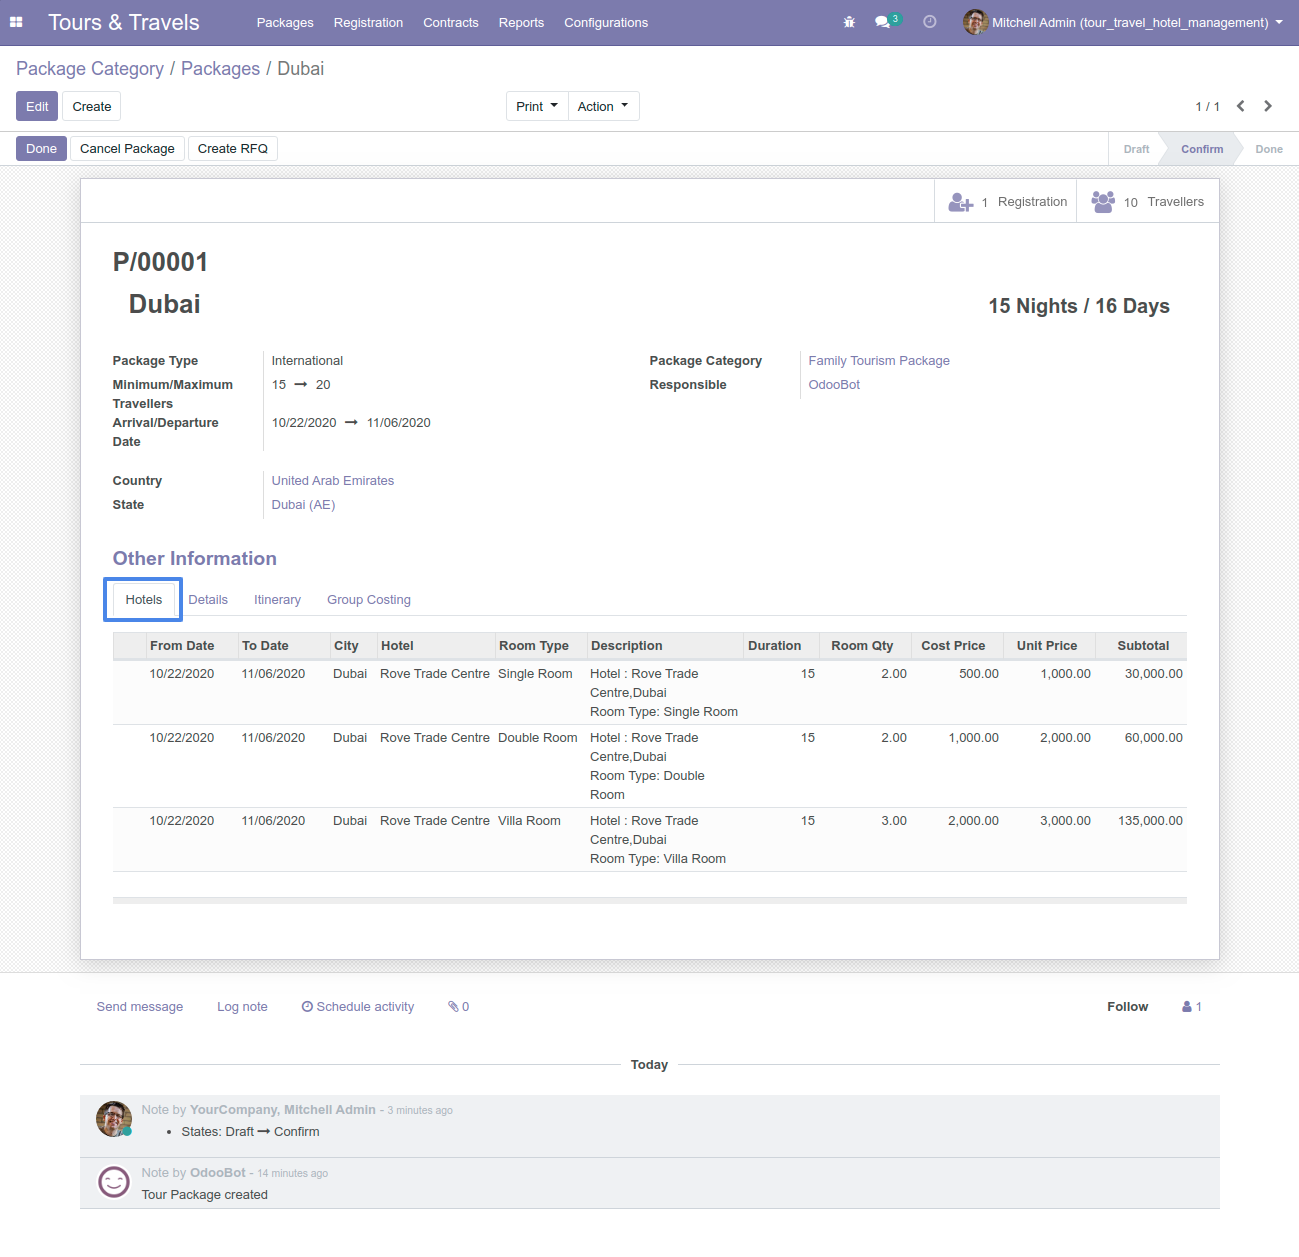 Tours & Travels Packages Registration Contracts Reports Configurations 3 Mitchell Admin (tour_travel_hotel_management)
Package Category / Packages / Dubai
Edit Create Print Action 1 / 1
Done Cancel Package Create RFQ Draft Confirm Done
1 Registration 10 Travellers
P/00001
Dubai 15 Nights / 16 Days
Package Type International Package Category Family Tourism Package
Minimum/Maximum 15 → 20 Responsible OdooBot
Travellers
Arrival/Departure 10/22/2020 → 11/06/2020
Date
Country United Arab Emirates
State Dubai (AE)
Other Information
Hotels Details Itinerary Group Costing
From Date To Date City Hotel Room Type Description Duration Room Qty Cost Price Unit Price Subtotal
10/22/2020 11/06/2020 Dubai Rove Trade Centre Single Room Hotel : Rove Trade 15 2.00 500.00 1,000.00 30,000.00
Centre,Dubai
Room Type: Single Room
10/22/2020 11/06/2020 Dubai Rove Trade Centre Double Room Hotel : Rove Trade 15 2.00 1,000.00 2,000.00 60,000.00
Centre,Dubai
Room Type: Double
Room
10/22/2020 11/06/2020 Dubai Rove Trade Centre Villa Room Hotel : Rove Trade 15 3.00 2,000.00 3,000.00 135,000.00
Centre,Dubai
Room Type: Villa Room
Send message Log note Schedule activity 0 Follow 1
Today
Note by YourCompany, Mitchell Admin - 3 minutes ago
• States: Draft → Confirm
Note by OdooBot - 14 minutes ago
Tour Package created